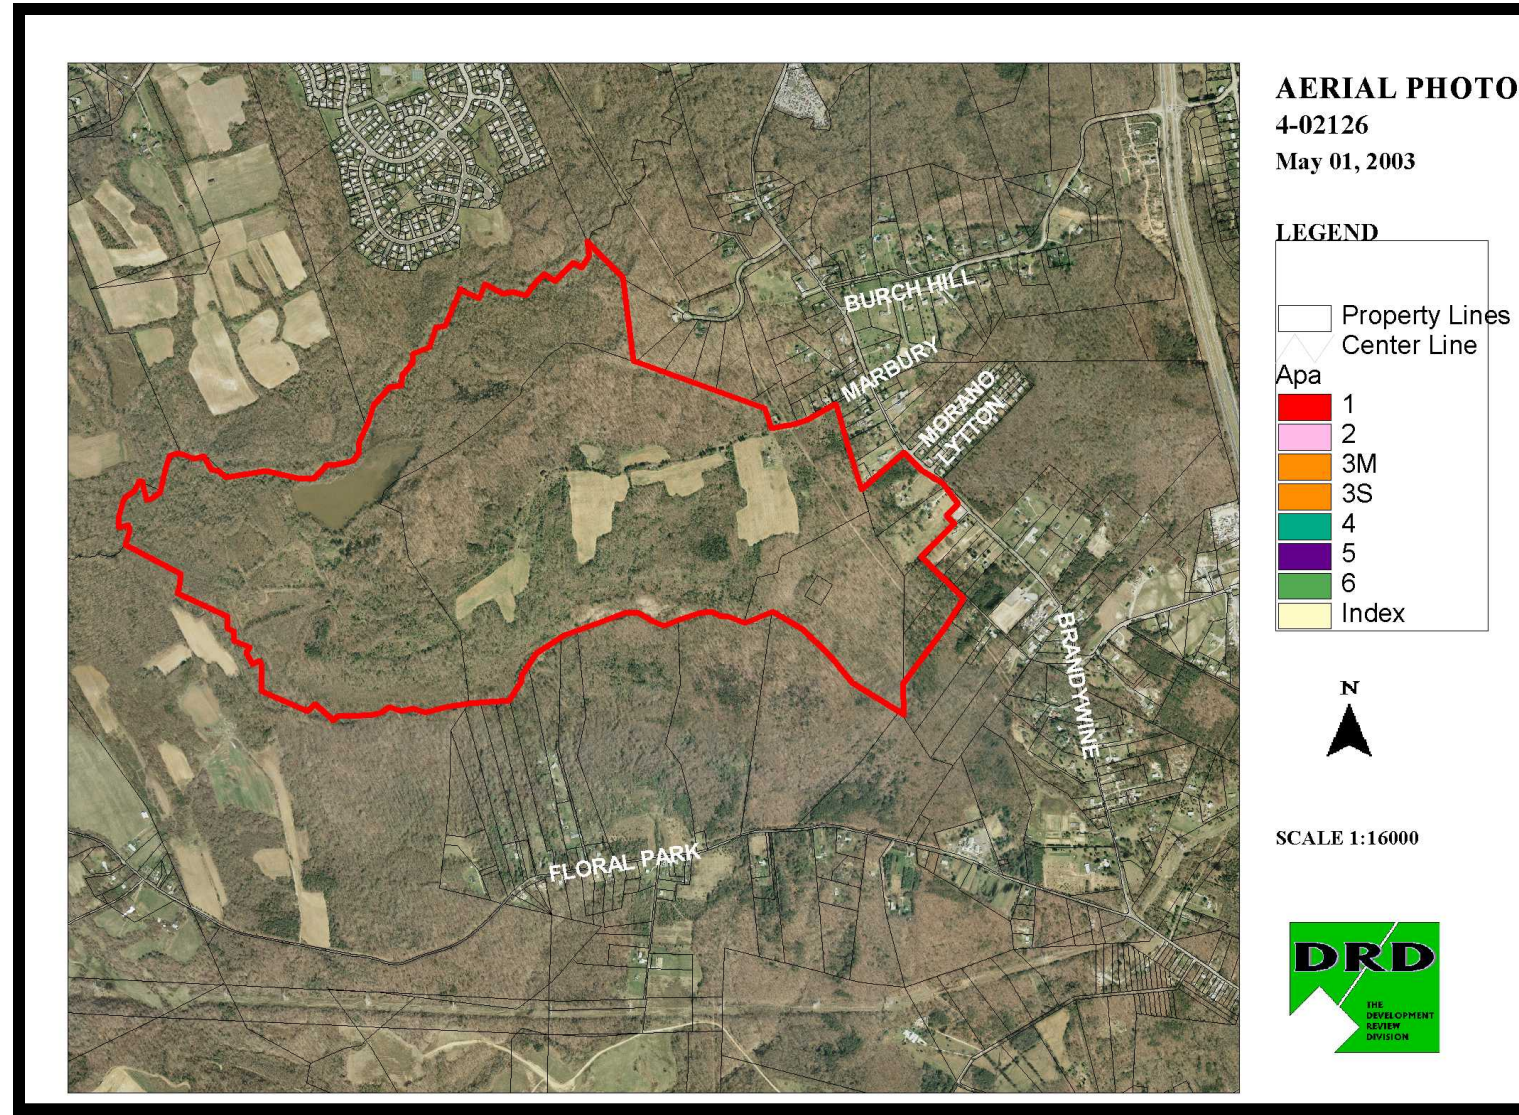 AERIAL PHOTO
4-02126
May 01, 2003
LEGEND
Property Lines
Center Line
Apa
1
2
3M
3S
4
5
6
Index
N
SCALE 1:16000
DRD
THE
DEVELOPMENT
REVIEW
DIVISION
BURCH HILL
MARBURY
MORANO
LYTTON
BRANDYWINE
FLORAL PARK